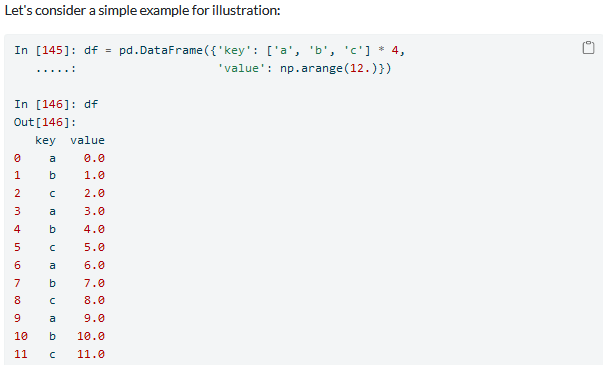 Let's consider a simple example for illustration:
In [145]: df = pd.DataFrame({'key': ['a', 'b', 'c'] * 4,
.....: 'value': np.arange(12.)})
In [146]: df
Out[146]:
key value
0 a 0.0
1 b 1.0
2 c 2.0
3 a 3.0
4 b 4.0
5 c 5.0
6 a 6.0
7 b 7.0
8 c 8.0
9 a 9.0
10 b 10.0
11 c 11.0